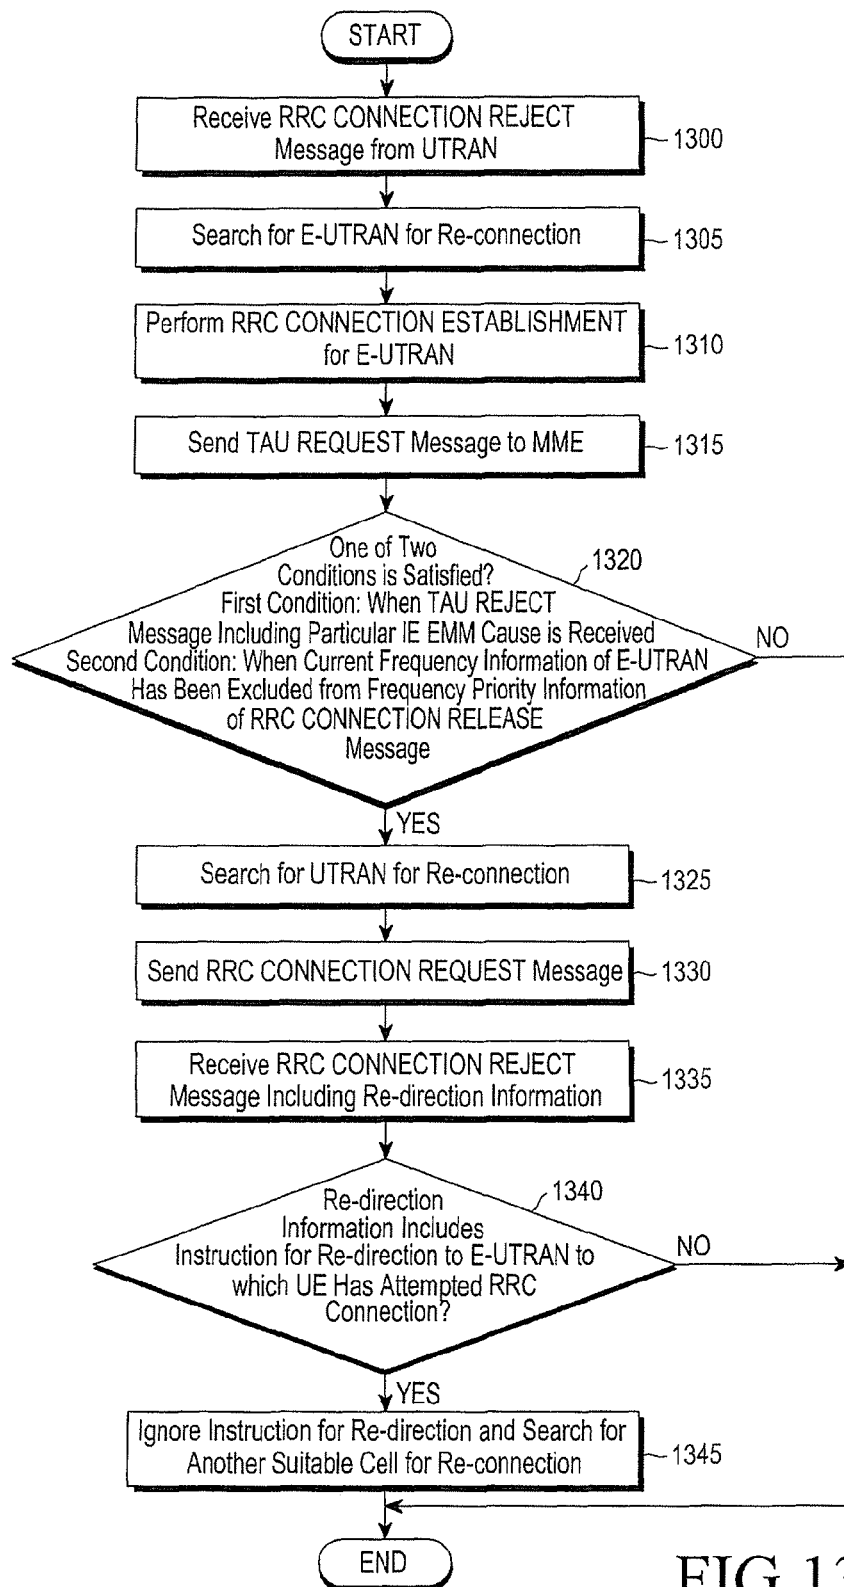 START
Receive RRC CONNECTION REJECT
Message from UTRAN
1300
Search for E-UTRAN for Re-connection
1305
Perform RRC CONNECTION ESTABLISHMENT
for E-UTRAN
1310
Send TAU REQUEST Message to MME
1315
One of Two
Conditions is Satisfied?
First Condition: When TAU REJECT
Message Including Particular IE EMM Cause is Received
Second Condition: When Current Frequency Information of E-UTRAN
Has Been Excluded from Frequency Priority Information
of RRC CONNECTION RELEASE
Message
1320
NO
YES
Search for UTRAN for Re-connection
1325
Send RRC CONNECTION REQUEST Message
1330
Receive RRC CONNECTION REJECT
Message Including Re-direction Information
1335
Re-direction
Information Includes
Instruction for Re-direction to E-UTRAN to
which UE Has Attempted RRC
Connection?
1340
NO
YES
Ignore Instruction for Re-direction and Search for
Another Suitable Cell for Re-connection
1345
END
FIG.13